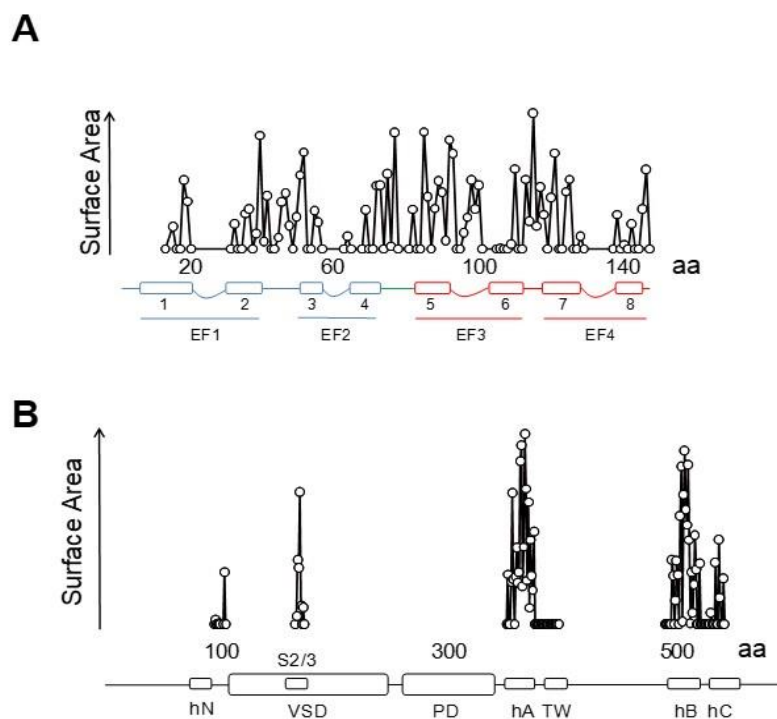 A
Surface Area
20 60 100 140 aa
1 2 3 4 5 6 7 8
EF1 EF2 EF3 EF4
B
Surface Area
100 300 500 aa
S2/3
hN VSD PD hA TW hB hC